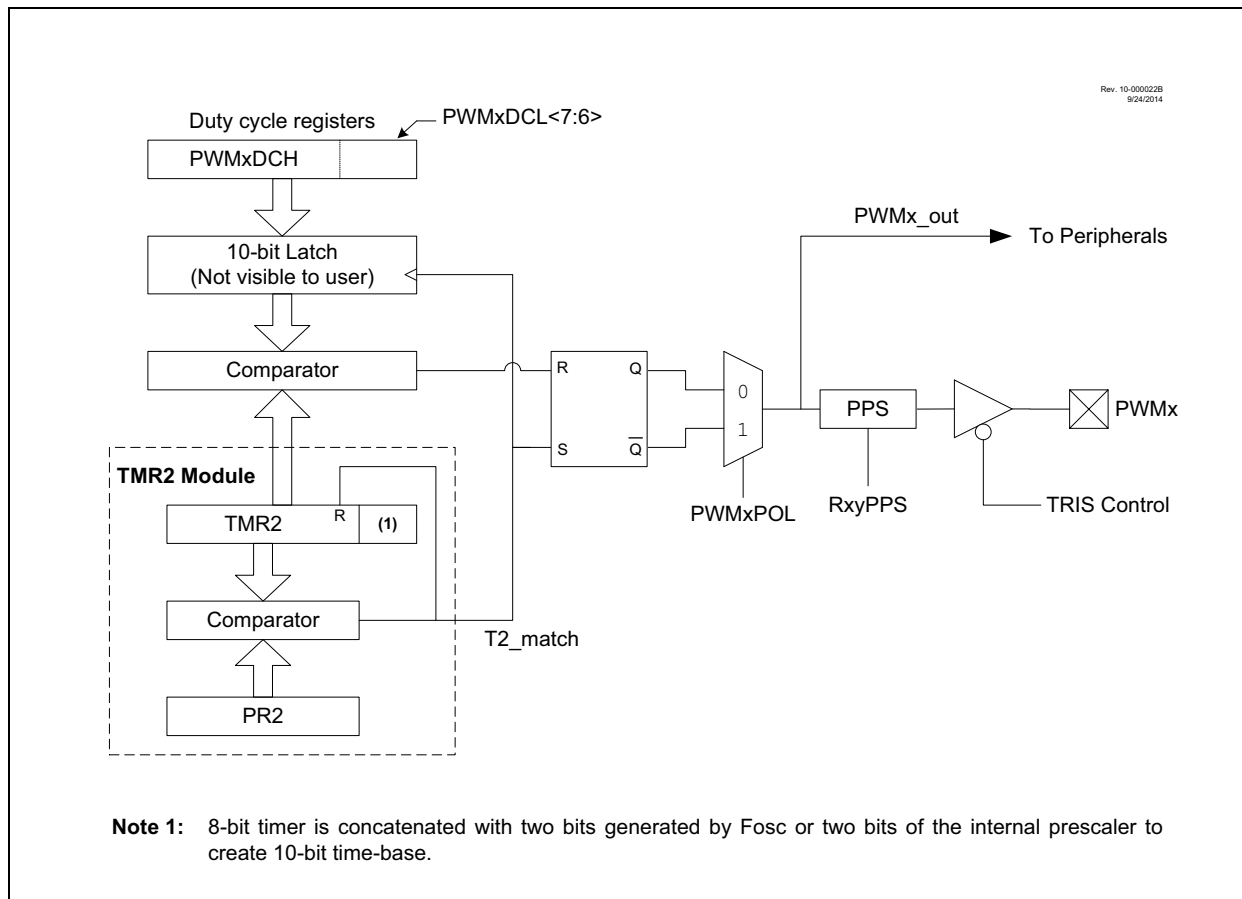 Rev. 10-000022B
9/24/2014
Duty cycle registers
PWMxDCL<7:6>
PWMxDCH
10-bit Latch
(Not visible to user)
Comparator
PWMx_out
To Peripherals
R
Q
S
Q̅
0
1
PWMxPOL
PPS
RxyPPS
PWMx
TRIS Control
TMR2 Module
R
TMR2
(1)
Comparator
T2_match
PR2
Note 1: 8-bit timer is concatenated with two bits generated by Fosc or two bits of the internal prescaler to
create 10-bit time-base.